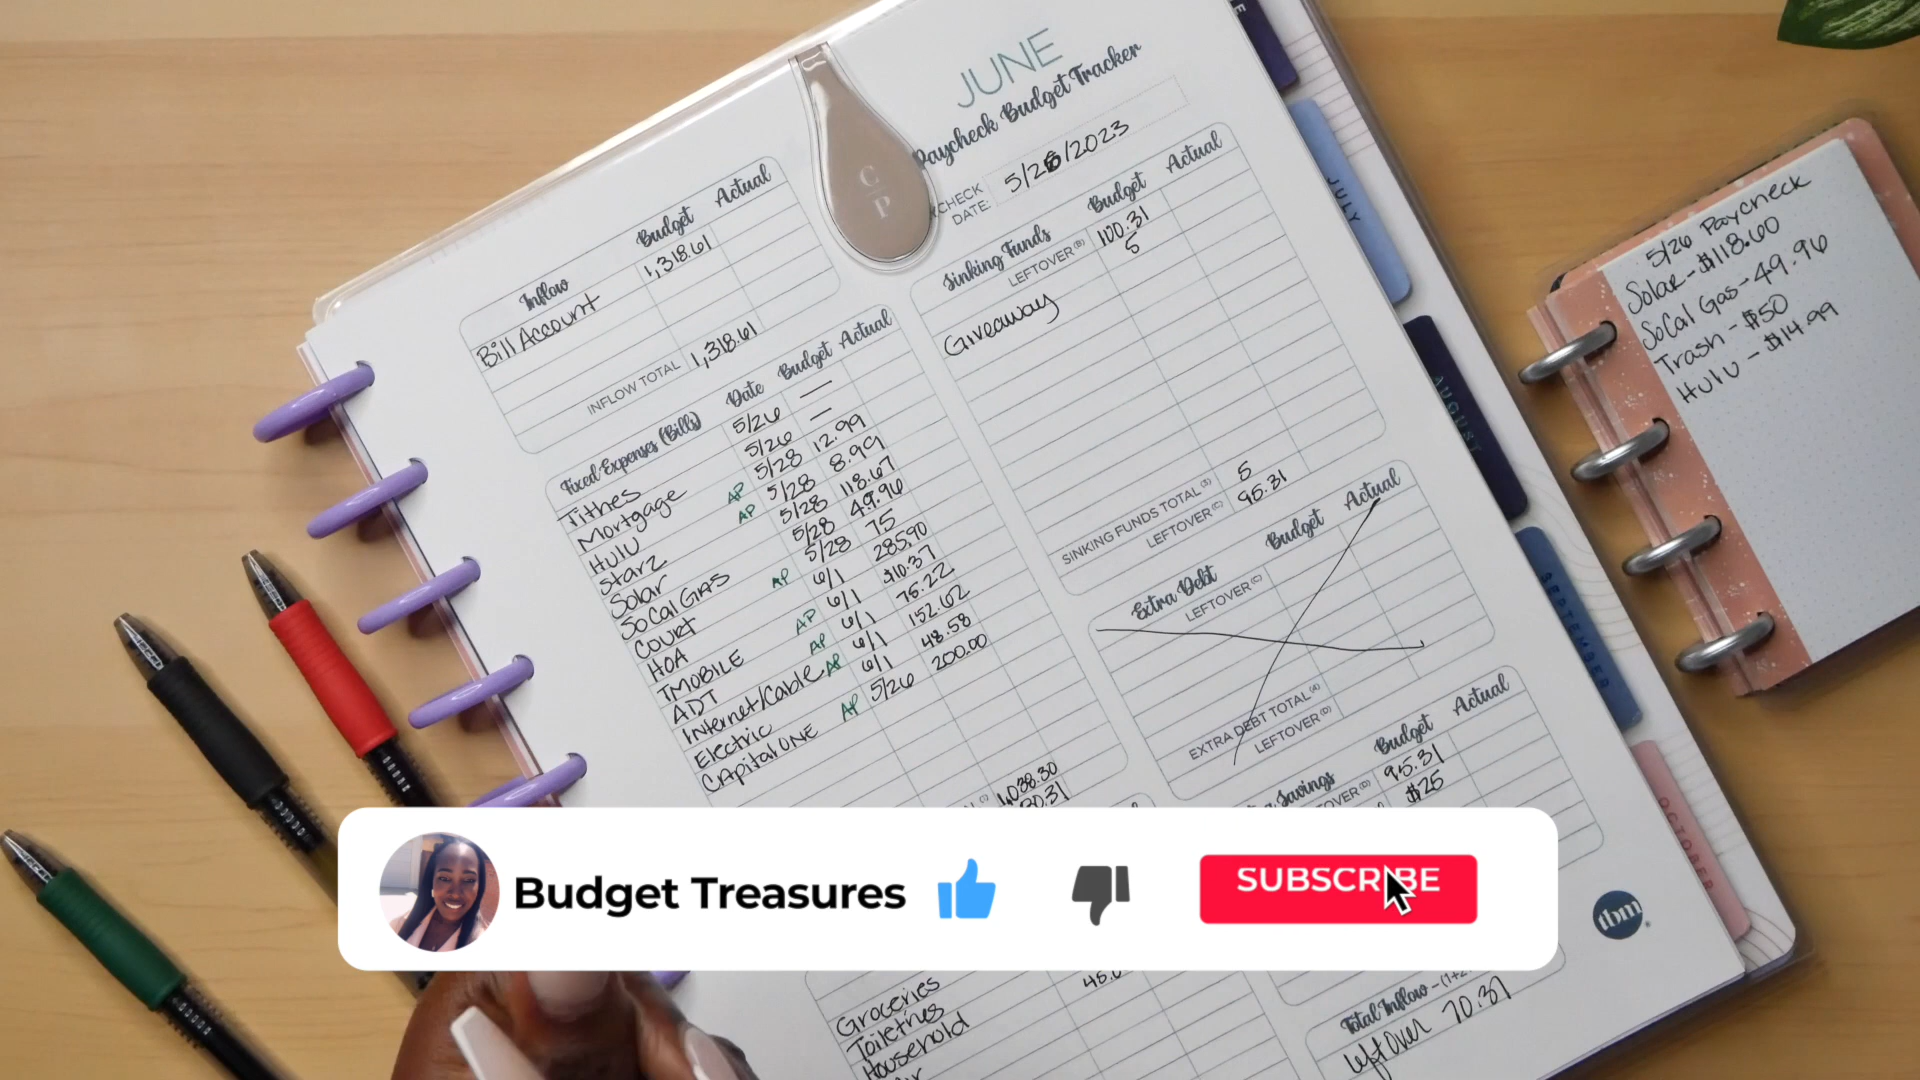 JUNE
Paycheck Budget Tracker
DATE:
5/26/2023
Inflow Budget Actual
Bill Account 1,318.61
INFLOW TOTAL 1,318.61
Fixed Expenses (Bills) Date Budget Actual
Tithes 5/26 —
Mortgage 5/26 —
Hulu AP 5/28 12.99
Starz AP 5/28 8.99
Solar 5/28 118.67
SoCal GAS 5/28 49.96
Court AP 5/28 75
HOA 6/1 285.90
TMOBILE AP 6/1 $10.37
ADT AP 6/1 76.22
Internet/Cable AP 6/1 152.62
Electric 6/1 48.58
CApital ONE AP 5/26 200.00
Sinking Funds Budget Actual
LEFTOVER (B) 100.31
Giveaway 5
SINKING FUNDS TOTAL (3) 5
LEFTOVER (C) 95.31
Extra Debt Budget Actual
LEFTOVER (C)
EXTRA DEBT TOTAL (4)
LEFTOVER (D)
Savings Budget Actual
95.31
$25
Groceries
Toiletries
Household
Total Inflow
Leftover 70.31
tbm
JULY
AUGUST
SEPTEMBER
OCTOBER
5/26 Paycheck
Solar - $118.60
SoCal Gas - 49.96
Trash - $50
Hulu - $14.99
Budget Treasures
SUBSCRIBE